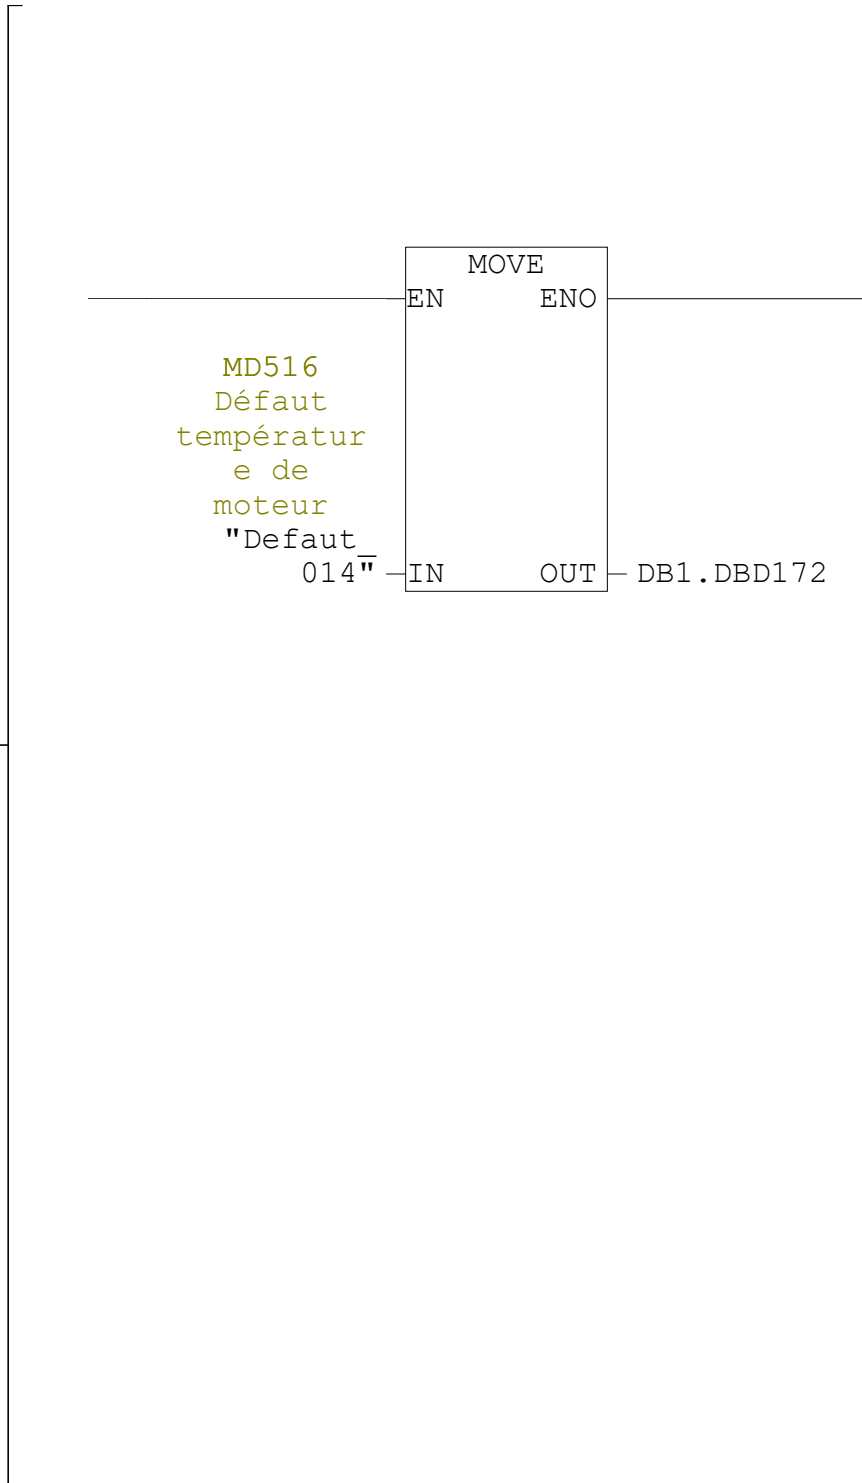 MOVE
EN ENO
MD516
Défaut
températur
e de
moteur
"Defaut_
014" IN OUT DB1.DBD172